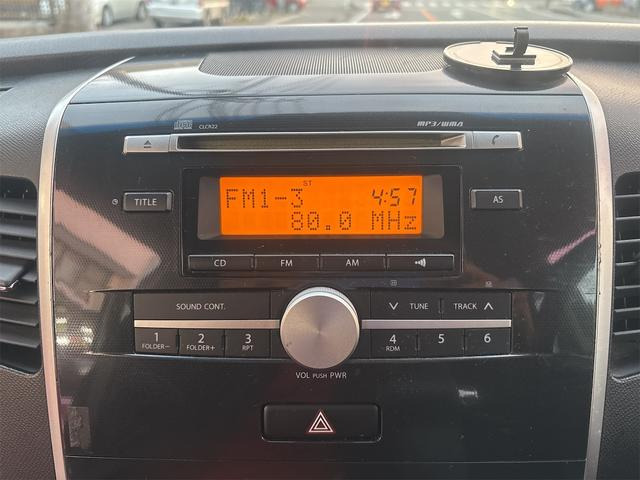 CLCR22 MP3/WMA
ST
FM1-3 4:57
80.0 MHz
TITLE
AS
CD FM AM
SOUND CONT. TUNE TRACK
1 2 3 4 5 6
FOLDER- FOLDER+ RPT RDM
VOL PUSH PWR